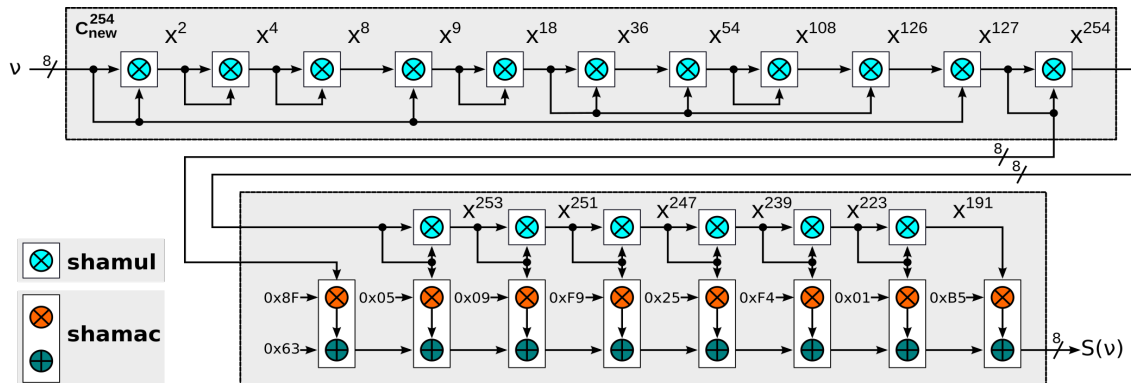 C_new^254 x^2 x^4 x^8 x^9 x^18 x^36 x^54 x^108 x^126 x^127 x^254
ν 8
8
8
x^253 x^251 x^247 x^239 x^223 x^191
shamul
0x8F 0x05 0x09 0xF9 0x25 0xF4 0x01 0xB5
shamac
0x63 8 S(ν)